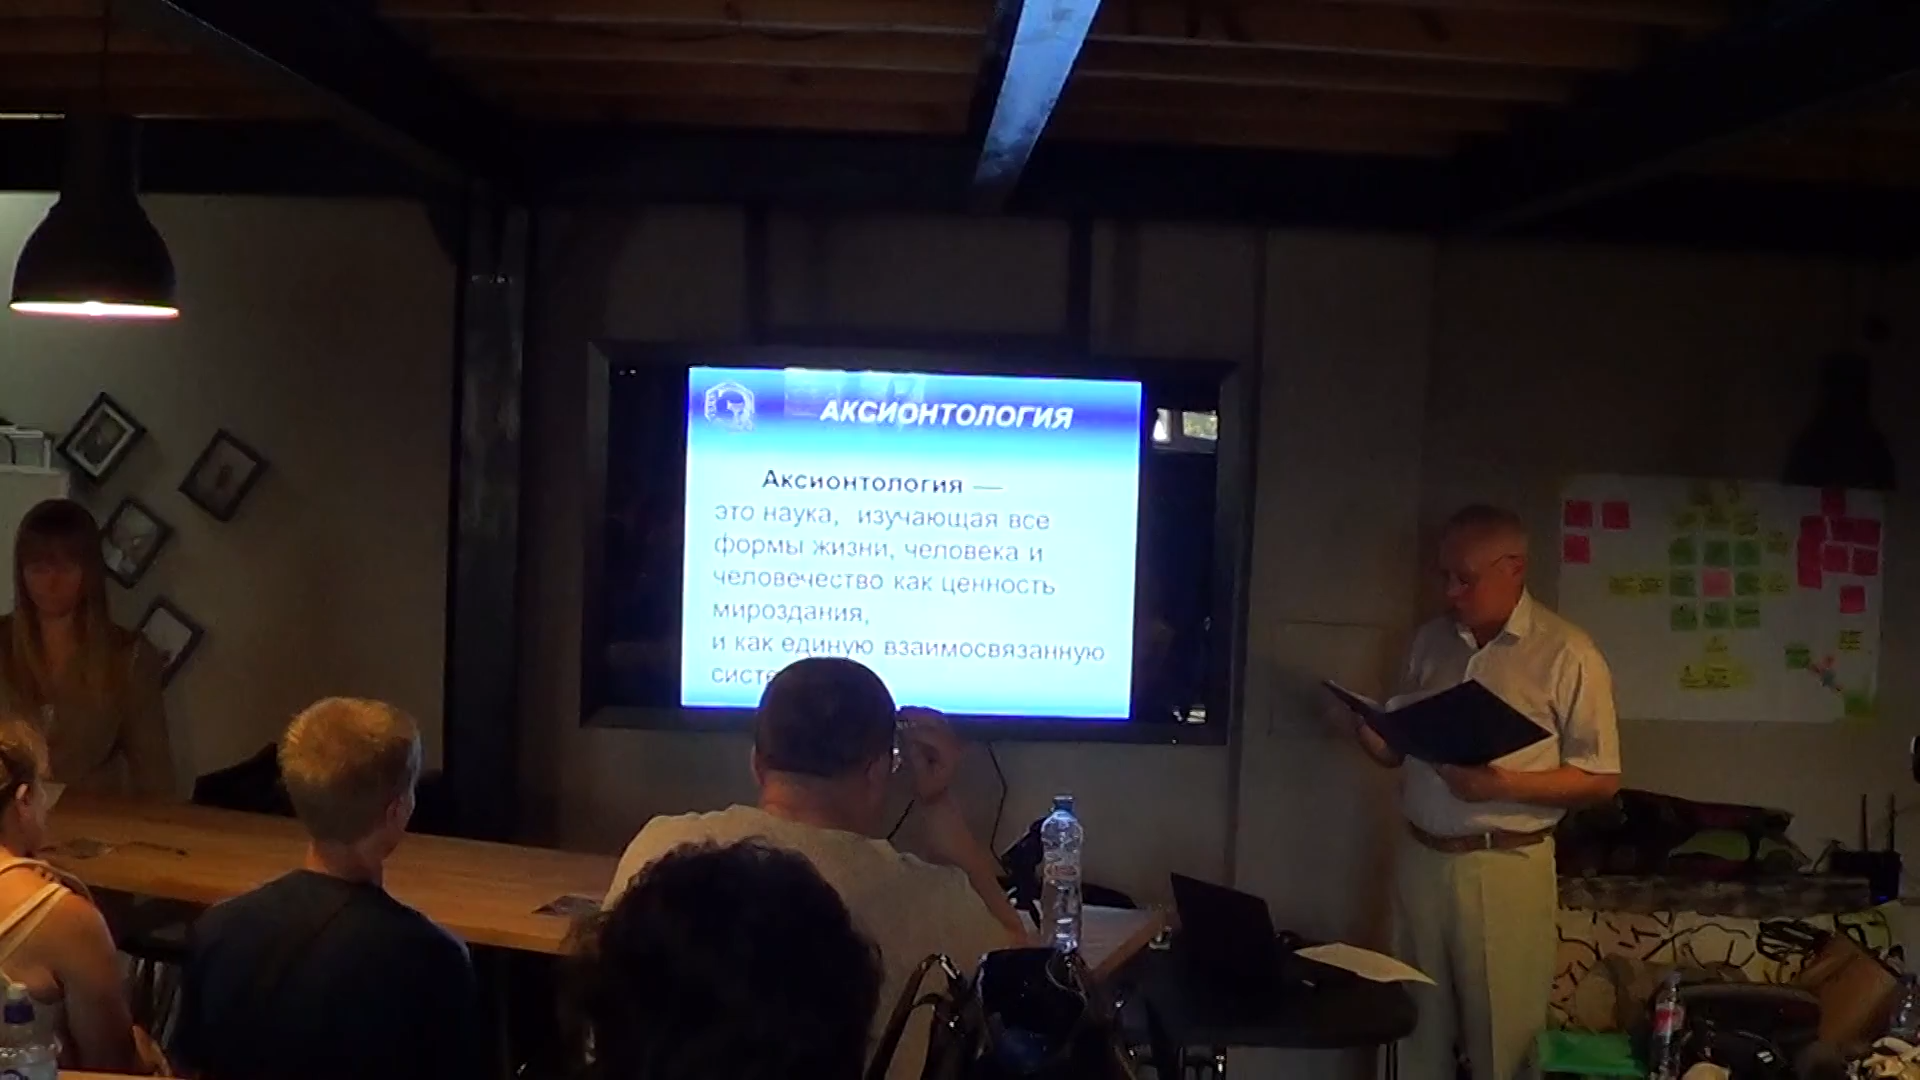 АКСИОНТОЛОГИЯ
Аксионтология —
это наука, изучающая все
формы жизни, человека и
человечество как ценность
мироздания,
и как единую взаимосвязанную